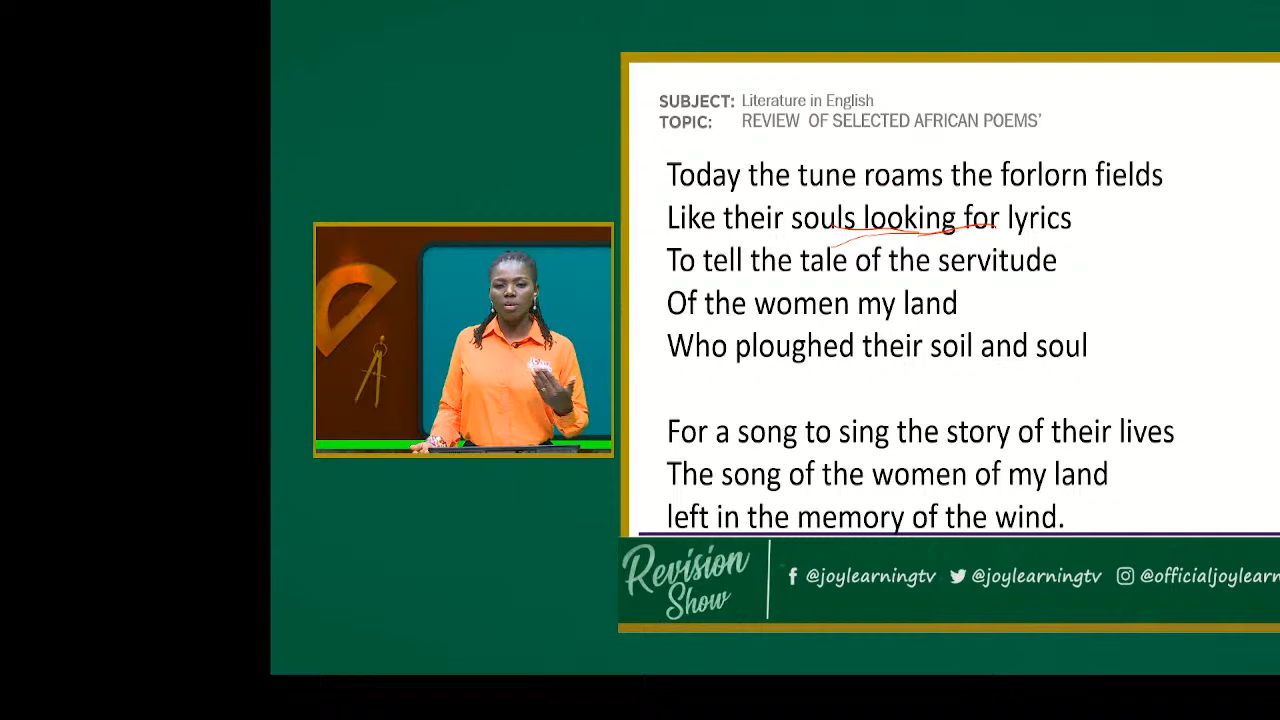 SUBJECT: Literature in English
TOPIC: REVIEW OF SELECTED AFRICAN POEMS’
Today the tune roams the forlorn fields
Like their souls looking for lyrics
To tell the tale of the servitude
Of the women my land
Who ploughed their soil and soul
For a song to sing the story of their lives
The song of the women of my land
left in the memory of the wind.
Revision
Show
@joylearningtv @joylearningtv @officialjoylearn